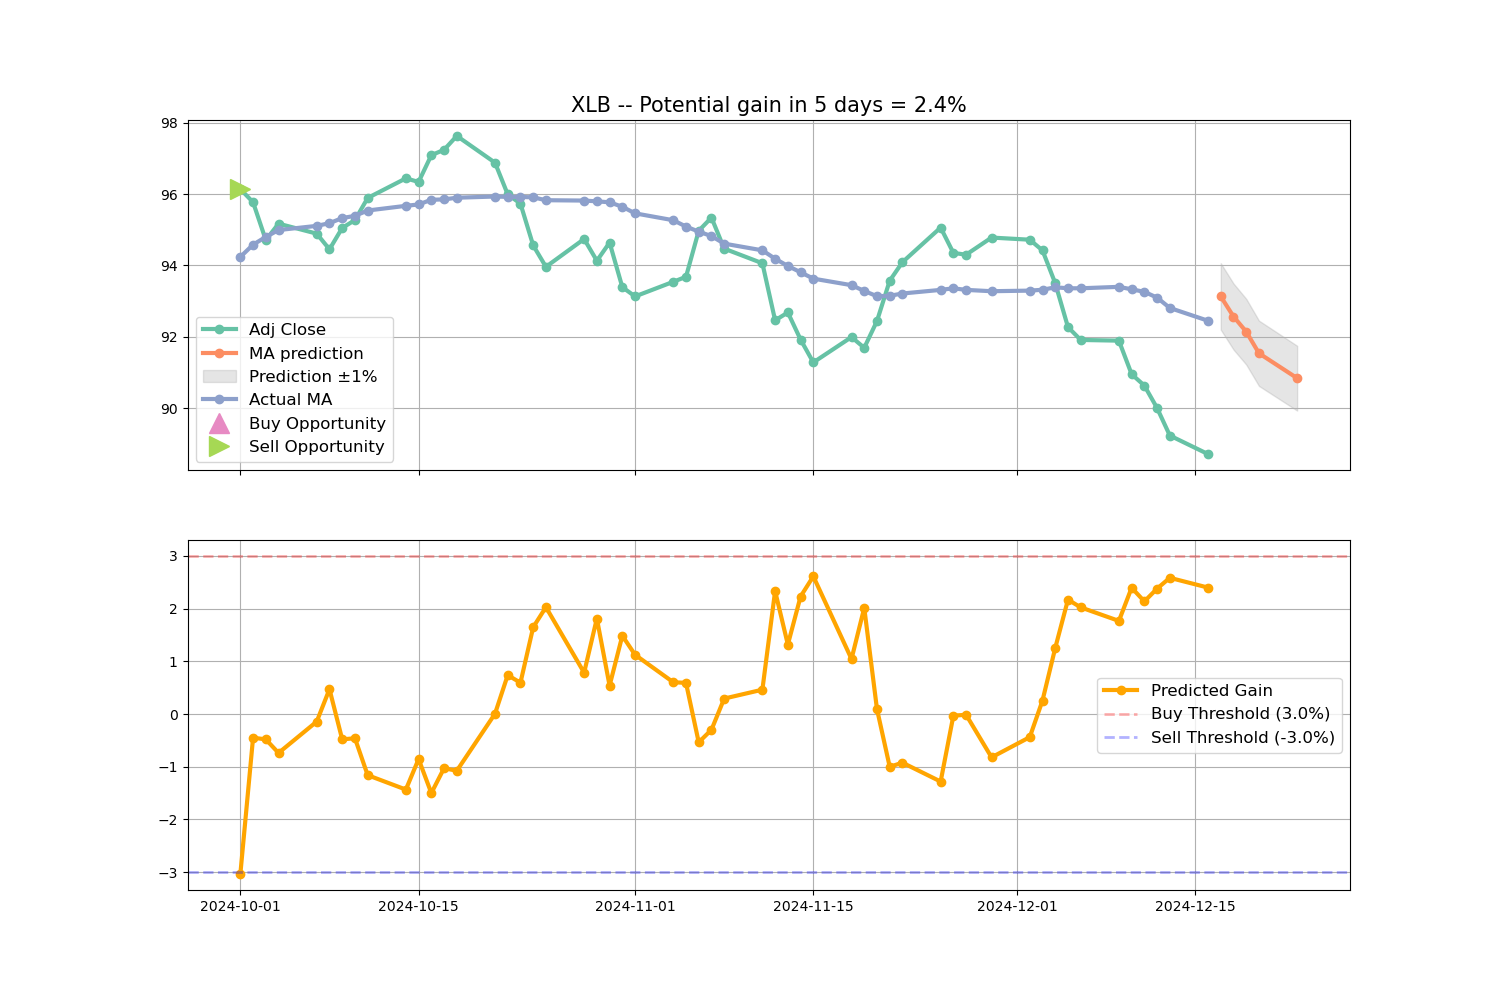 XLB -- Potential gain in 5 days = 2.4%
98
96
94
92
90
Adj Close
MA prediction
Prediction ±1%
Actual MA
Buy Opportunity
Sell Opportunity
3
2
1
0
−1
−2
−3
Predicted Gain
Buy Threshold (3.0%)
Sell Threshold (-3.0%)
2024-10-01
2024-10-15
2024-11-01
2024-11-15
2024-12-01
2024-12-15